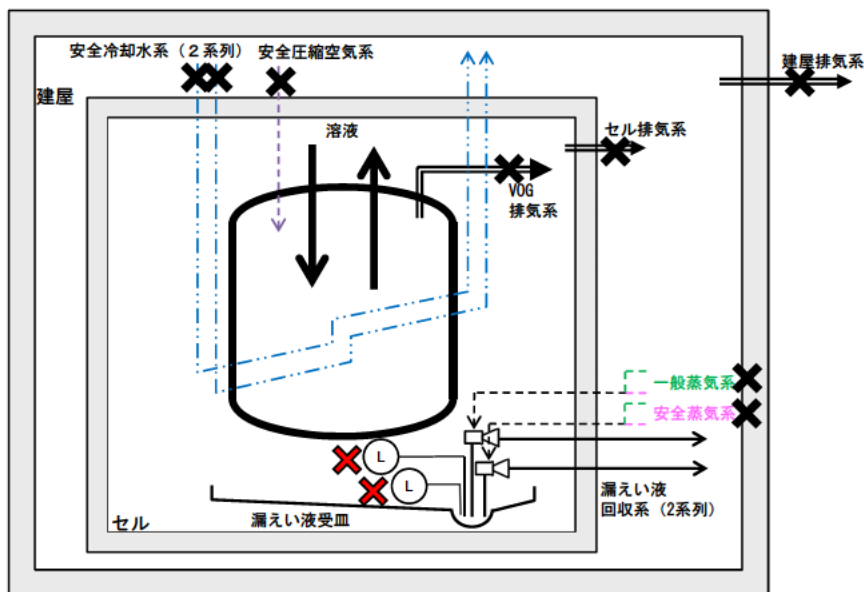 安全冷却水系(2系列)
安全圧縮空気系
建屋排気系
建屋
溶液
セル排気系
VOG
排気系
一般蒸気系
安全蒸気系
L
L
漏えい液
回収系(2系列)
漏えい液受皿
セル